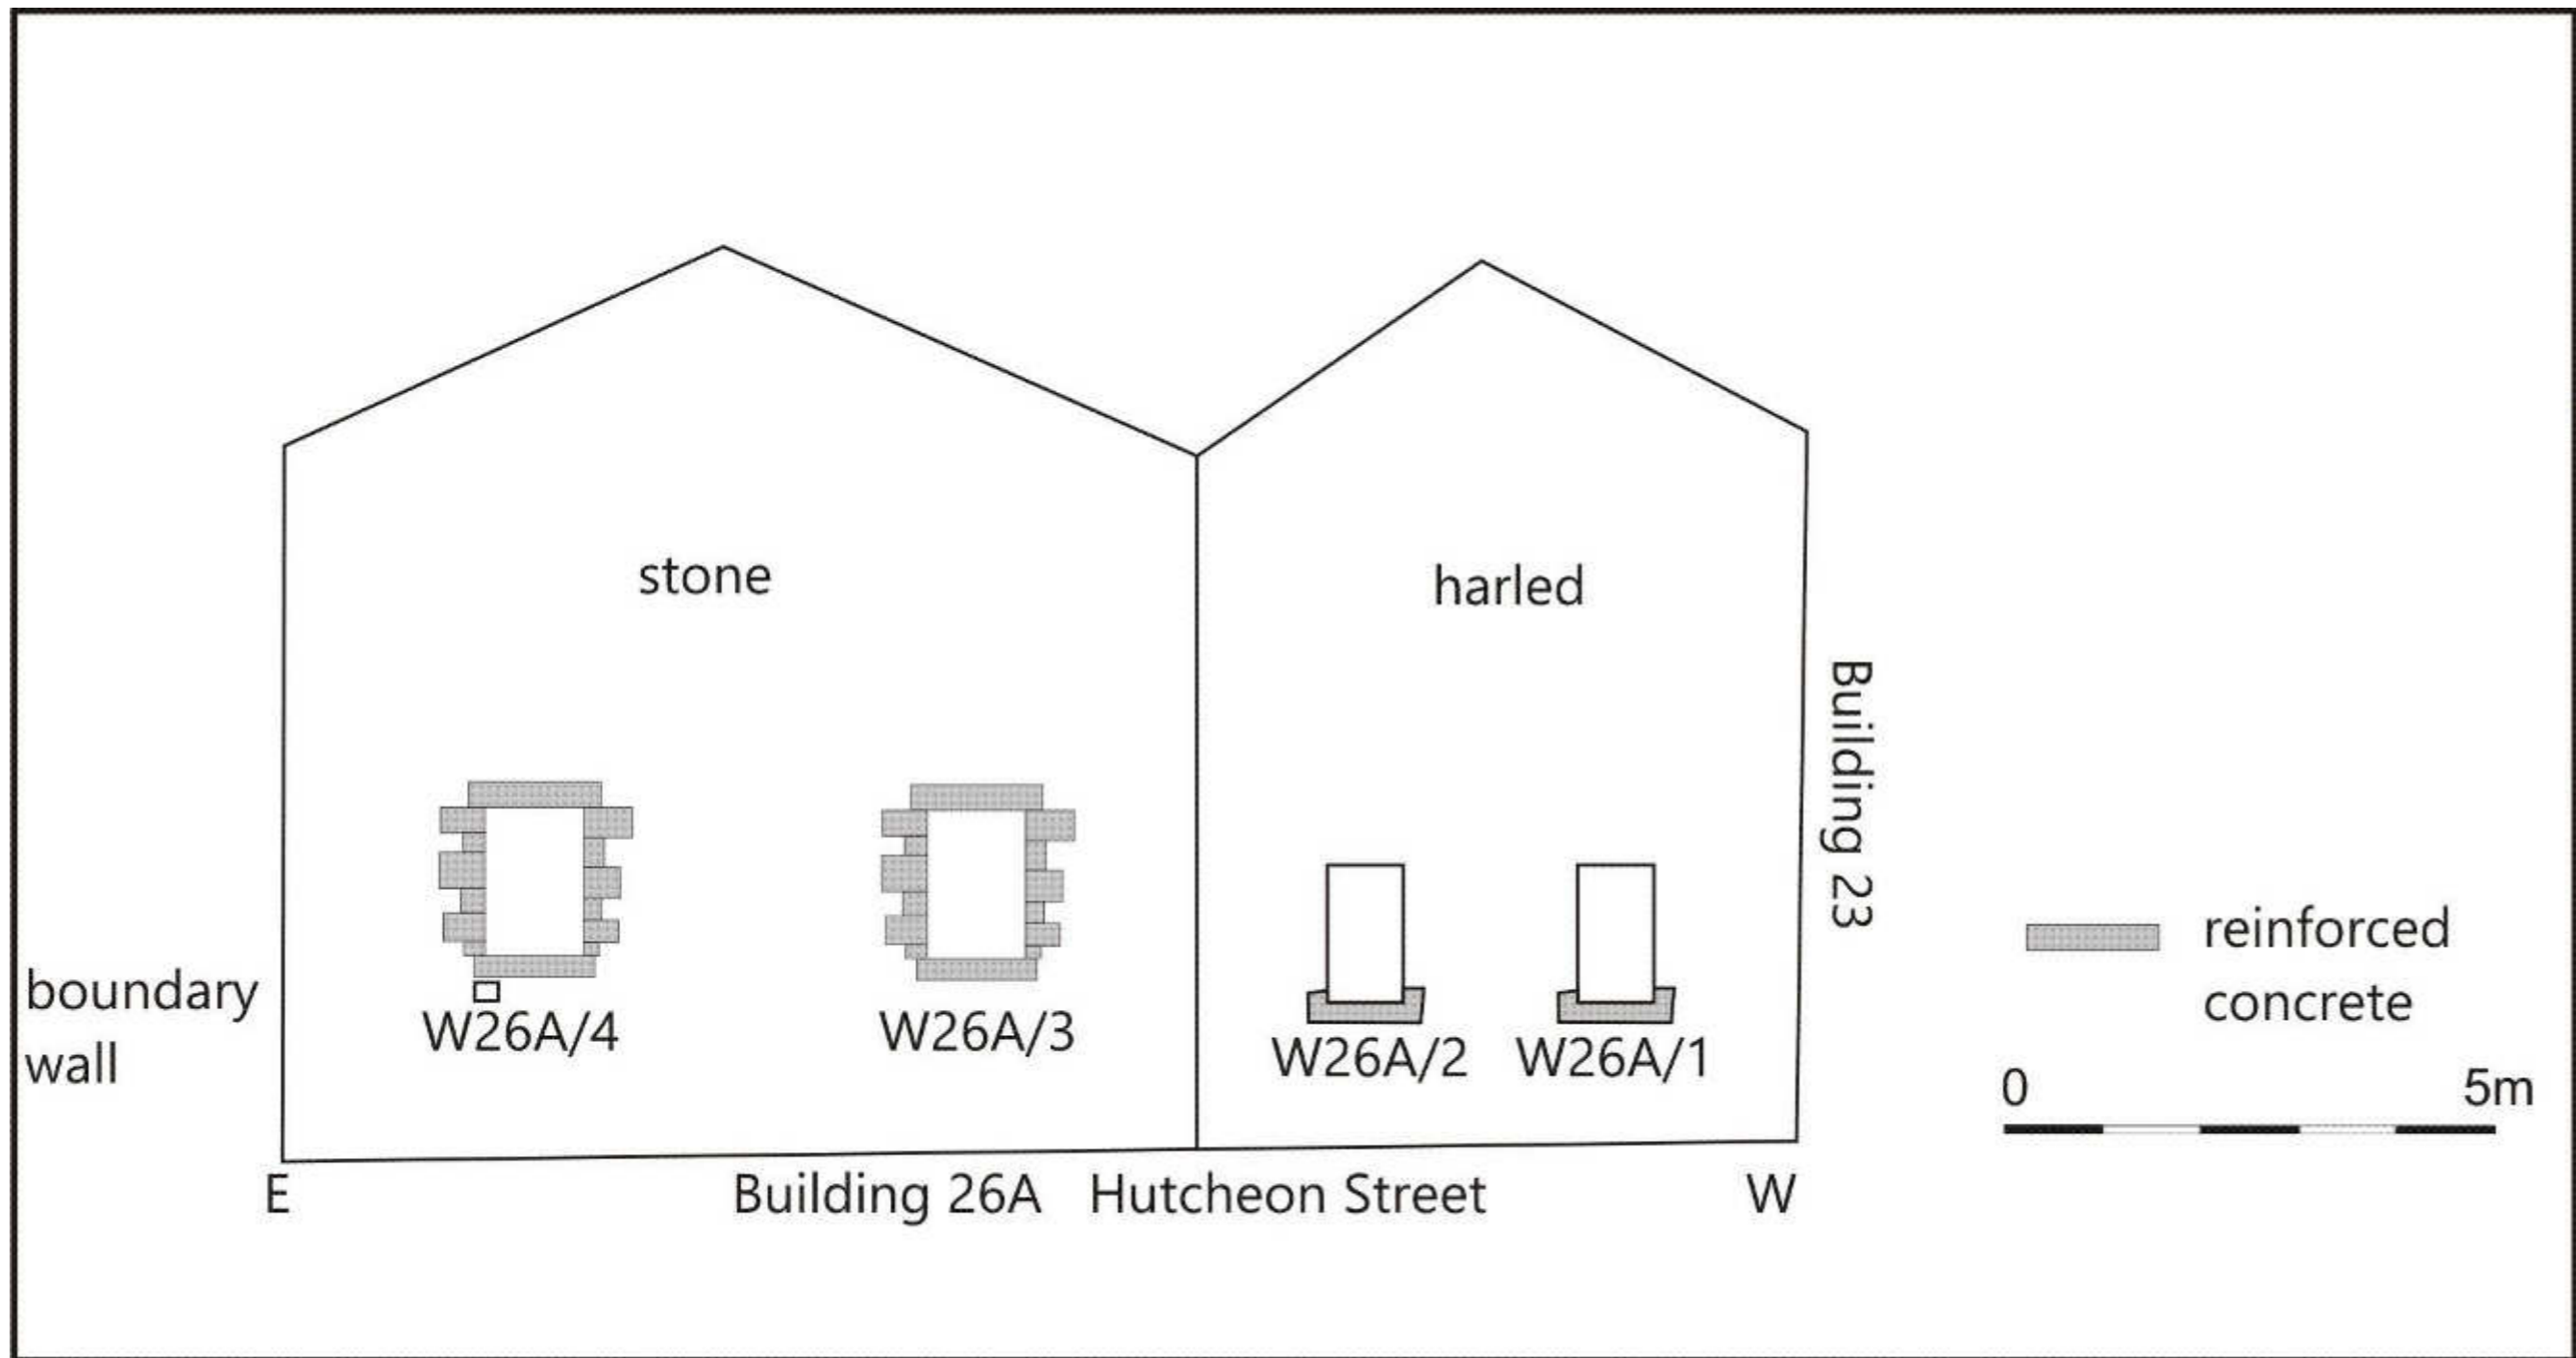 stone
harled
Building 23
boundary
wall
W26A/4
W26A/3
W26A/2
W26A/1
reinforced
concrete
0
5m
E
Building 26A
Hutcheon Street
W